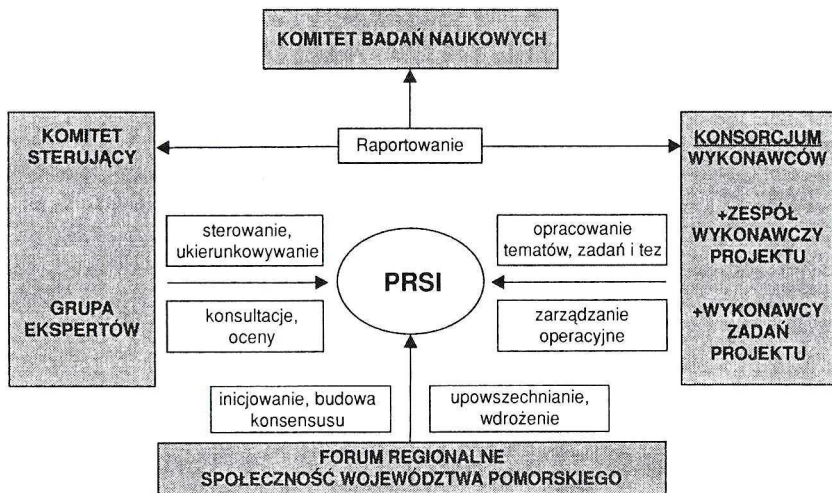 KOMITET BADAŃ NAUKOWYCH
KOMITET
STERUJĄCY
GRUPA
EKSPERTÓW
Raportowanie
KONSORCJUM
WYKONAWCÓW
+ZESPÓŁ
WYKONAWCZY
PROJEKTU
+WYKONAWCY
ZADAŃ
PROJEKTU
sterowanie,
ukierunkowywanie
konsultacje,
oceny
PRSI
opracowanie
tematów, zadań i tez
zarządzanie
operacyjne
inicjowanie, budowa
konsensusu
upowszechnianie,
wdrożenie
FORUM REGIONALNE
SPOŁECZNOŚĆ WOJEWÓDZTWA POMORSKIEGO